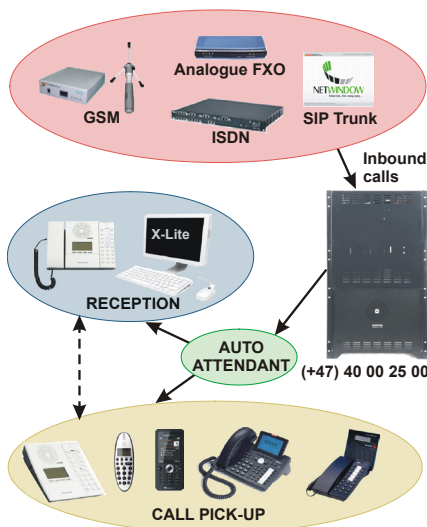 Analogue FXO
GSM
ISDN
NETWINDOW
SIP Trunk
Inbound
calls
X-Lite
RECEPTION
AUTO
ATTENDANT
(+47) 40 00 25 00
CALL PICK-UP